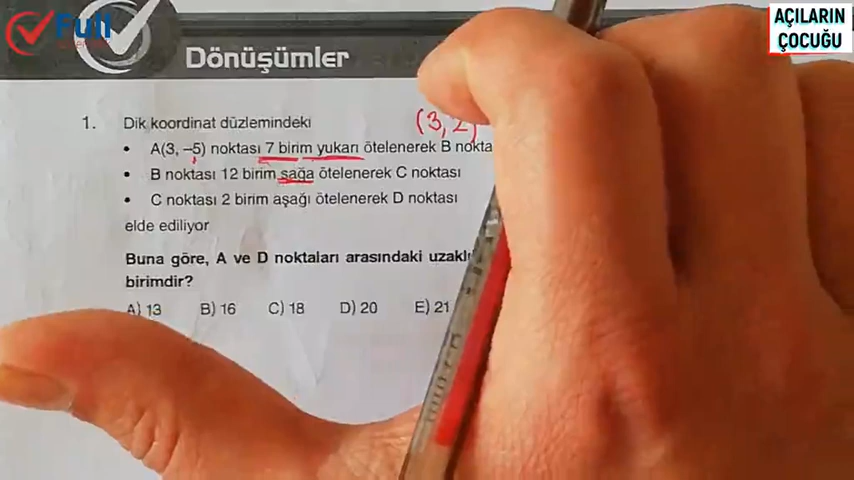 Full
AÇILARIN
ÇOCUĞU
Dönüşümler
1. Dik koordinat düzlemindeki
(3, 2)
• A(3, –5) noktası 7 birim yukarı ötelenerek B nokta
• B noktası 12 birim sağa ötelenerek C noktası
• C noktası 2 birim aşağı ötelenerek D noktası
elde ediliyor
Buna göre, A ve D noktaları arasındaki
birimdir?
A) 13 B) 16 C) 18 D) 20 E) 21